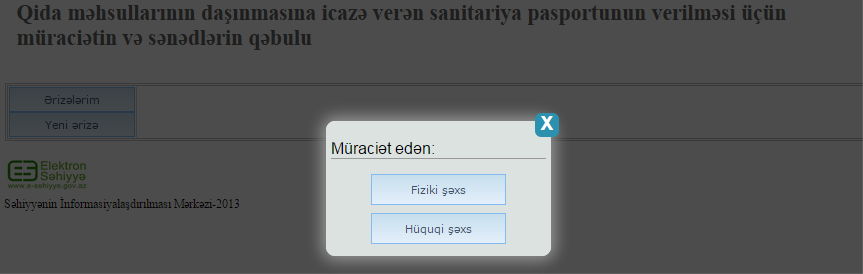 Qida məhsullarının daşınmasına icazə verən sanitariya pasportunun verilməsi üçün
müraciətin və sənədlərin qəbulu
Ərizələrim
Yeni ərizə
X
Müraciət edən:
Fiziki şəxs
Hüquqi şəxs
Elektron
Səhiyyə
www.e-sehiyye.gov.az
Səhiyyənin İnformasiyalaşdırılması Mərkəzi-2013